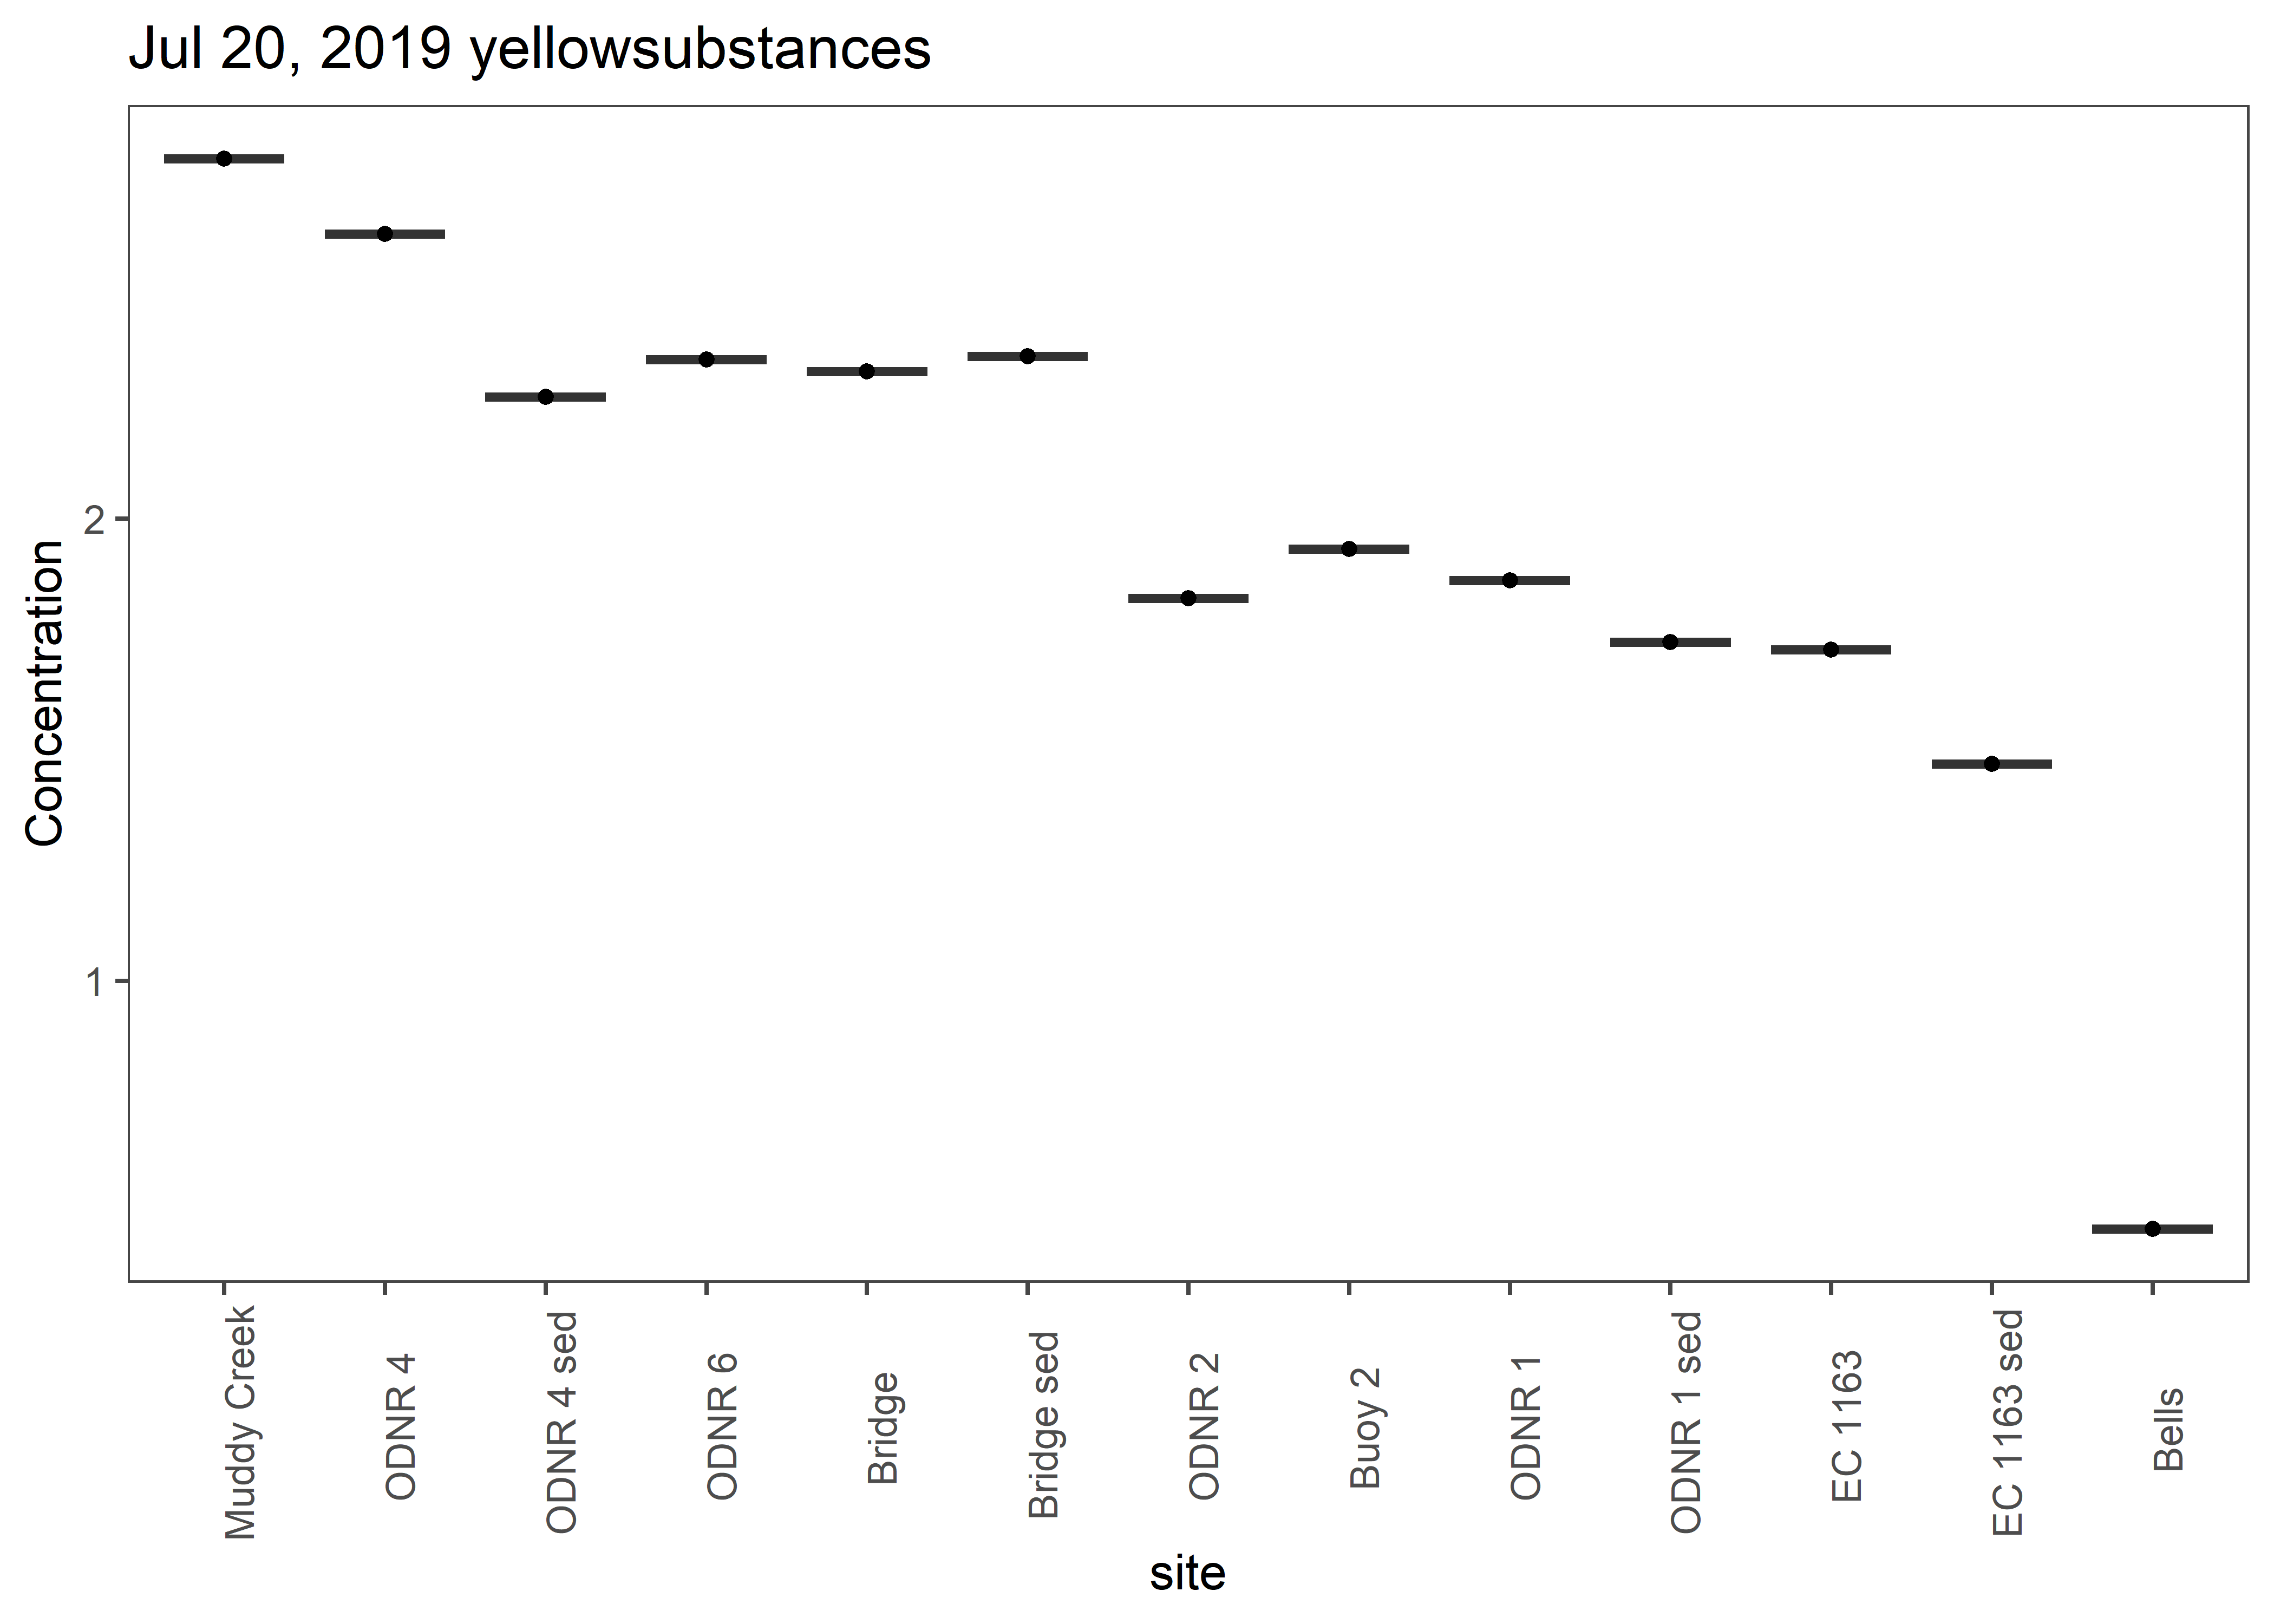 Jul 20, 2019 yellowsubstances
Concentration
2
1
Muddy Creek
ODNR 4
ODNR 4 sed
ODNR 6
Bridge
Bridge sed
ODNR 2
Buoy 2
ODNR 1
ODNR 1 sed
EC 1163
EC 1163 sed
Bells
site